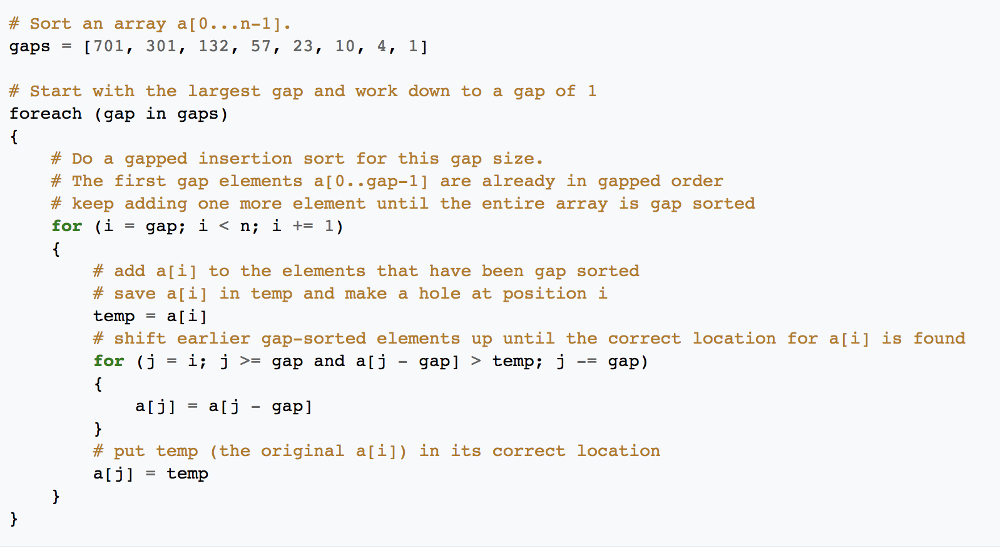 # Sort an array a[0...n-1].
gaps = [701, 301, 132, 57, 23, 10, 4, 1]

# Start with the largest gap and work down to a gap of 1
foreach (gap in gaps)
{
    # Do a gapped insertion sort for this gap size.
    # The first gap elements a[0..gap-1] are already in gapped order
    # keep adding one more element until the entire array is gap sorted
    for (i = gap; i < n; i += 1)
    {
        # add a[i] to the elements that have been gap sorted
        # save a[i] in temp and make a hole at position i
        temp = a[i]
        # shift earlier gap-sorted elements up until the correct location for a[i] is found
        for (j = i; j >= gap and a[j - gap] > temp; j -= gap)
        {
            a[j] = a[j - gap]
        }
        # put temp (the original a[i]) in its correct location
        a[j] = temp
    }
}